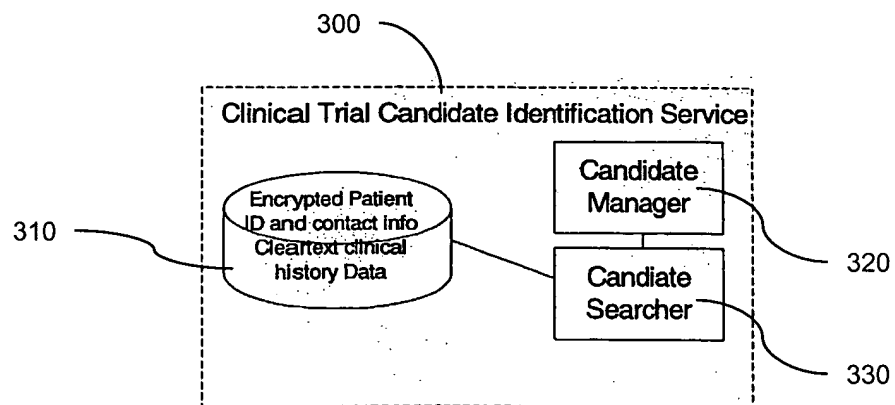 300
Clinical Trial Candidate Identification Service
Encrypted Patient
ID and contact info
Cleartext clinical
history Data
310
Candidate
Manager
320
Candiate
Searcher
330